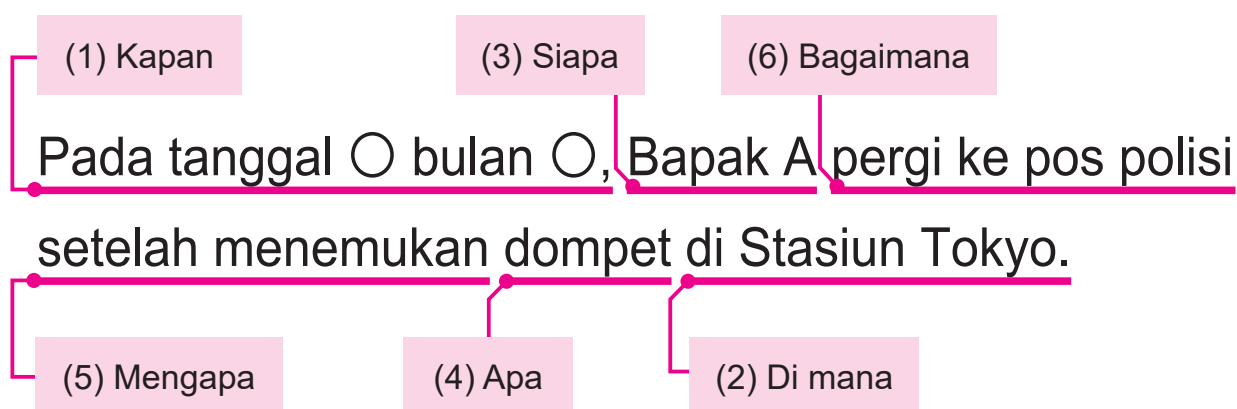 (1) Kapan
(3) Siapa
(6) Bagaimana
Pada tanggal ○ bulan ○, Bapak A pergi ke pos polisi
setelah menemukan dompet di Stasiun Tokyo.
(5) Mengapa
(4) Apa
(2) Di mana